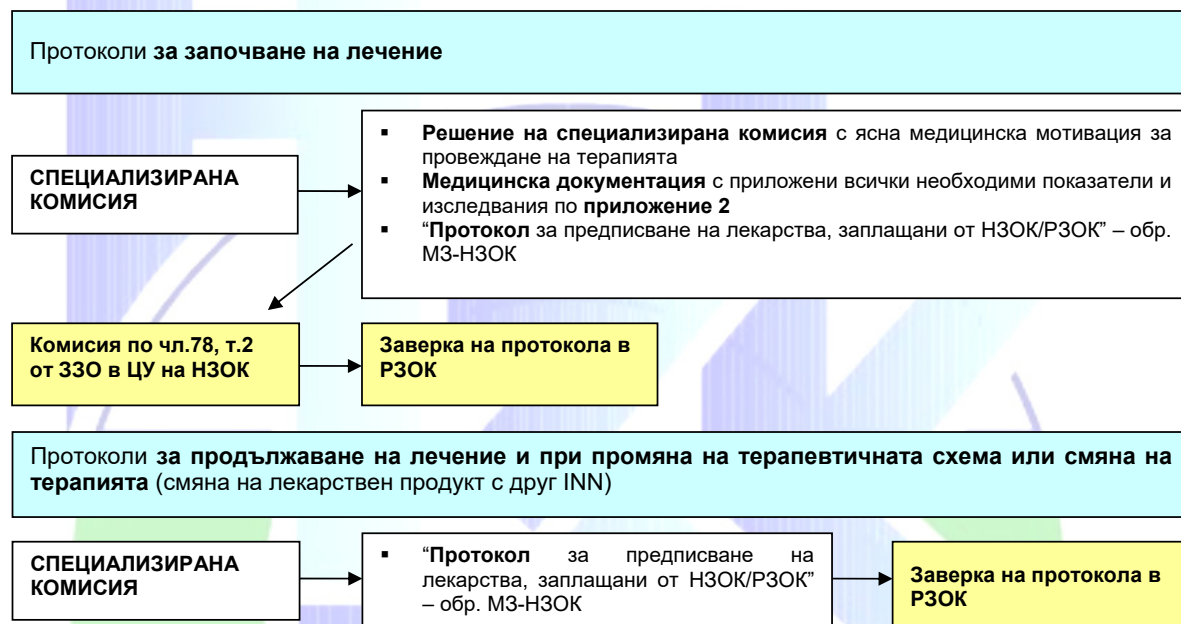 Протоколи за започване на лечение
СПЕЦИАЛИЗИРАНА
КОМИСИЯ
▪ Решение на специализирана комисия с ясна медицинска мотивация за
провеждане на терапията
▪ Медицинска документация с приложени всички необходими показатели и
изследвания по приложение 2
▪ “Протокол за предписване на лекарства, заплащани от НЗОК/РЗОК” – обр.
МЗ-НЗОК
Комисия по чл.78, т.2
от ЗЗО в ЦУ на НЗОК
Заверка на протокола в
РЗОК
Протоколи за продължаване на лечение и при промяна на терапевтичната схема или смяна на
терапията (смяна на лекарствен продукт с друг INN)
СПЕЦИАЛИЗИРАНА
КОМИСИЯ
▪ “Протокол за предписване на
лекарства, заплащани от НЗОК/РЗОК”
– обр. МЗ-НЗОК
Заверка на протокола в
РЗОК